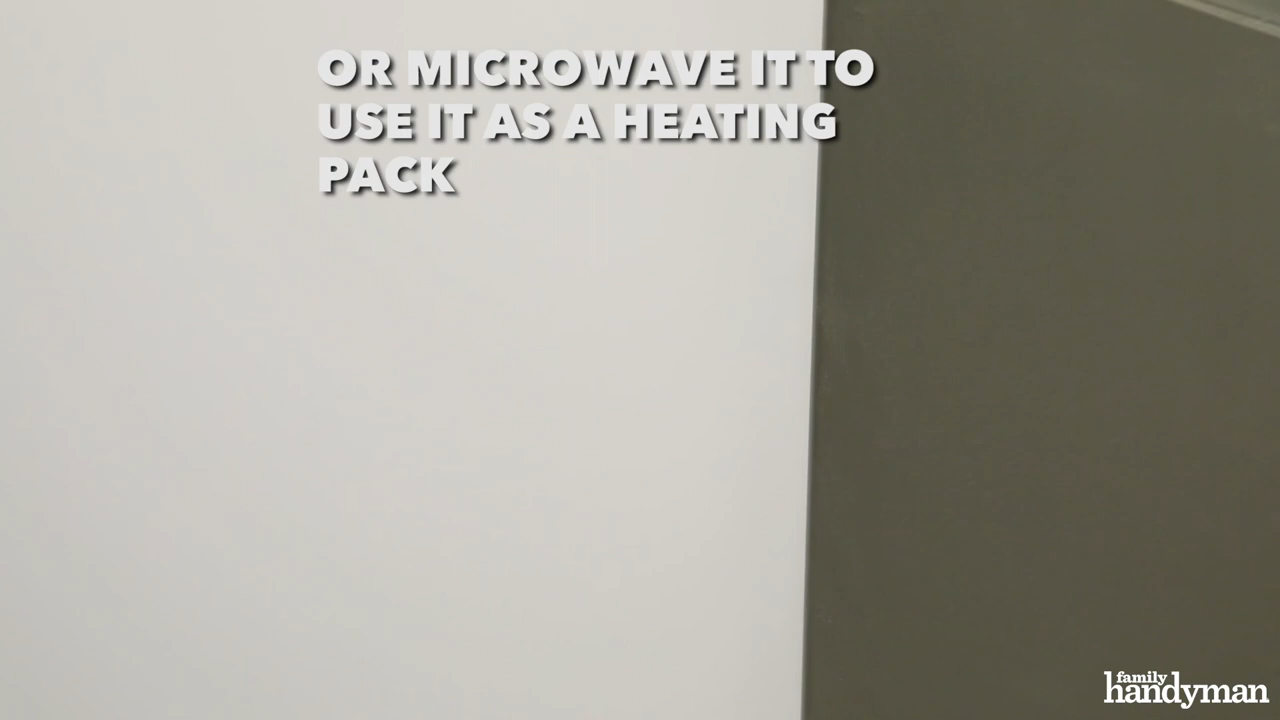 OR MICROWAVE IT TO
USE IT AS A HEATING
PACK
family
handyman